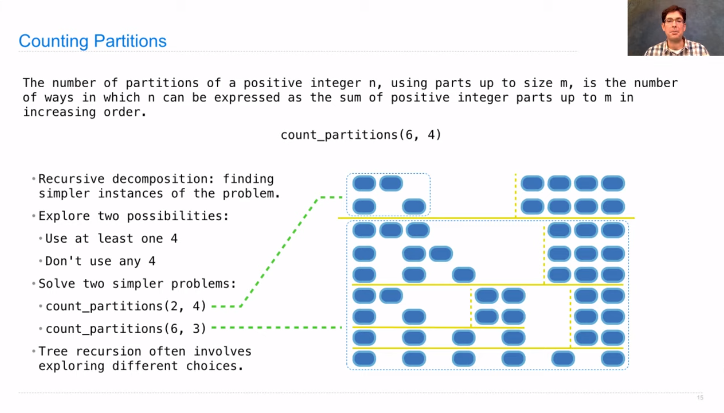 Counting Partitions
The number of partitions of a positive integer n, using parts up to size m, is the number
of ways in which n can be expressed as the sum of positive integer parts up to m in
increasing order.
count_partitions(6, 4)
•Recursive decomposition: finding
simpler instances of the problem.
•Explore two possibilities:
•Use at least one 4
•Don't use any 4
•Solve two simpler problems:
•count_partitions(2, 4)
•count_partitions(6, 3)
•Tree recursion often involves
exploring different choices.